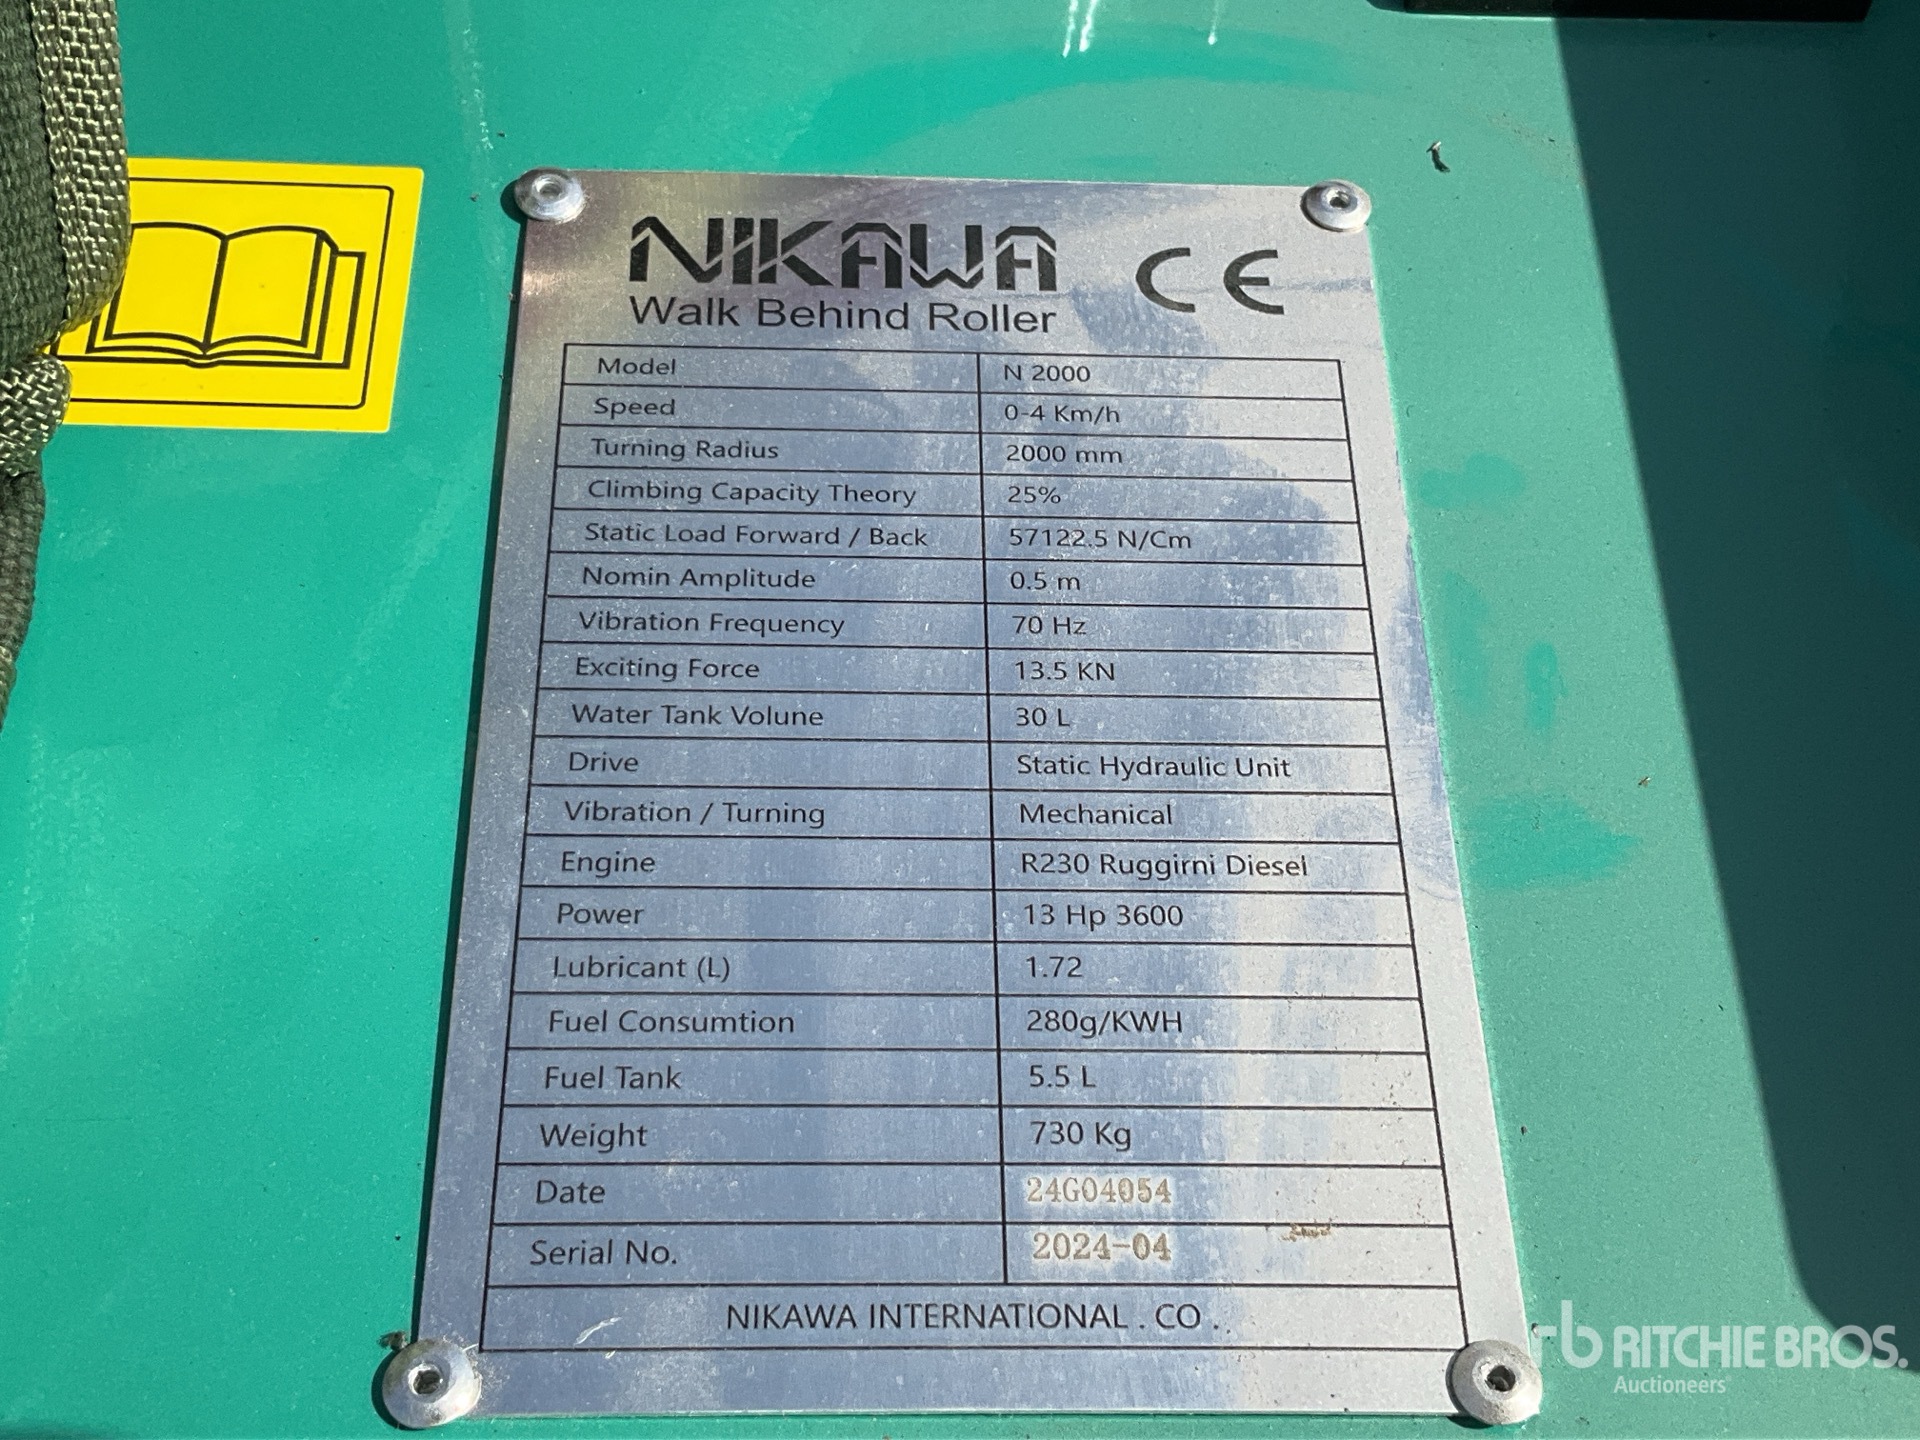 NIKAWA CE
Walk Behind Roller
Model N 2000
Speed 0-4 Km/h
Turning Radius 2000 mm
Climbing Capacity Theory 25%
Static Load Forward / Back 57122.5 N/Cm
Nomin Amplitude 0.5 m
Vibration Frequency 70 Hz
Exciting Force 13.5 KN
Water Tank Volune 30 L
Drive Static Hydraulic Unit
Vibration / Turning Mechanical
Engine R230 Ruggirni Diesel
Power 13 Hp 3600
Lubricant (L) 1.72
Fuel Consumtion 280g/KWH
Fuel Tank 5.5 L
Weight 730 Kg
Date 24G04054
Serial No. 2024-04
NIKAWA INTERNATIONAL . CO .
rb RITCHIE BROS.
Auctioneers